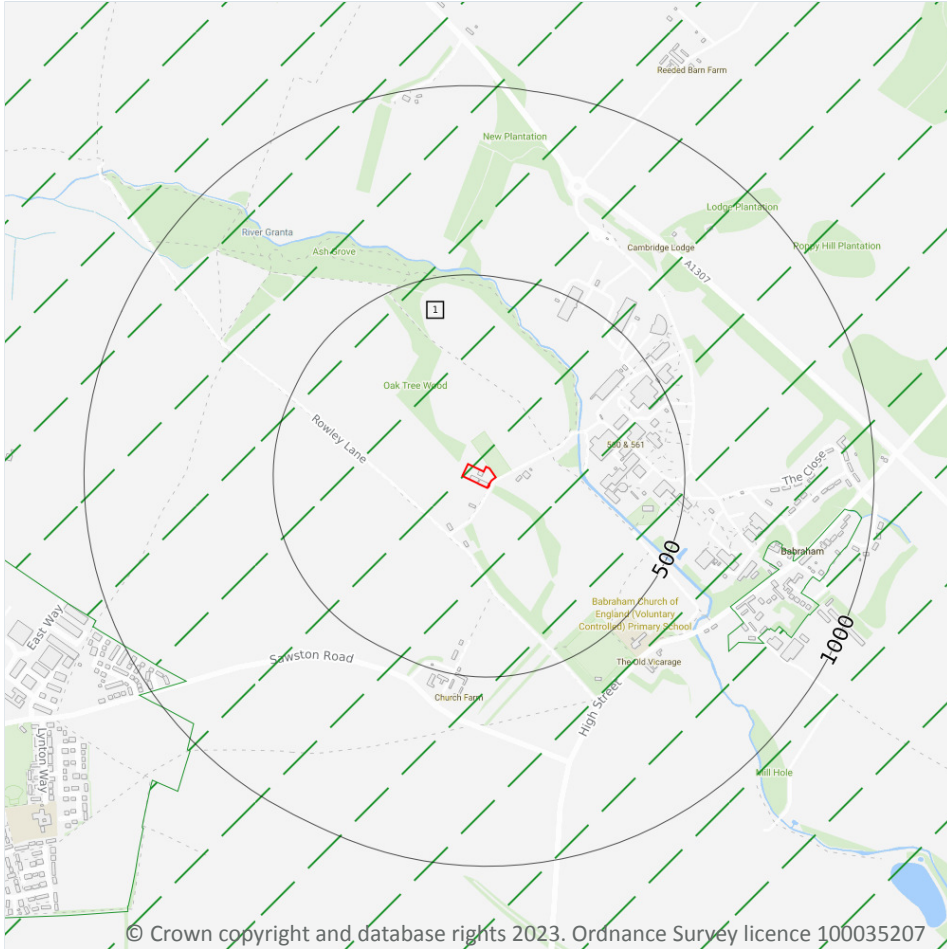 Reeded Barn Farm
New Plantation
Lodge Plantation
River Granta
Ash Grove
Cambridge Lodge
Poppy Hill Plantation
A1307
1
Oak Tree Wood
Rowley Lane
& 561
The Close
500
Babraham
East Way
Babraham Church of
England (Voluntary
Controlled) Primary School
1000
Sawston Road
The Old Vicarage
Church Farm
High Street
Lynton Way
Mill Hole
© Crown copyright and database rights 2023. Ordnance Survey licence 100035207